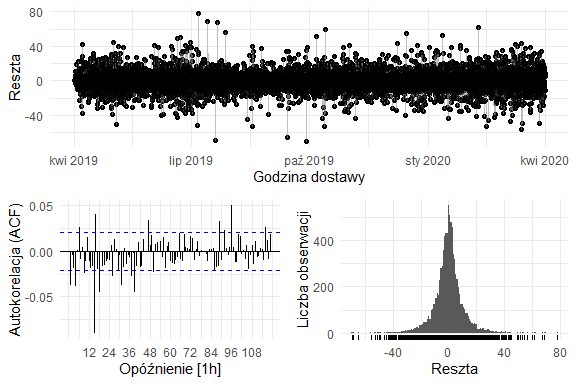 80
40
0
-40
Reszta
kwi 2019
lip 2019
paź 2019
sty 2020
kwi 2020
Godzina dostawy
0.05
0.00
-0.05
Autokorelacja (ACF)
12 24 36 48 60 72 84 96 108
Opóźnienie [1h]
400
200
0
Liczba obserwacji
-40
0
40
80
Reszta